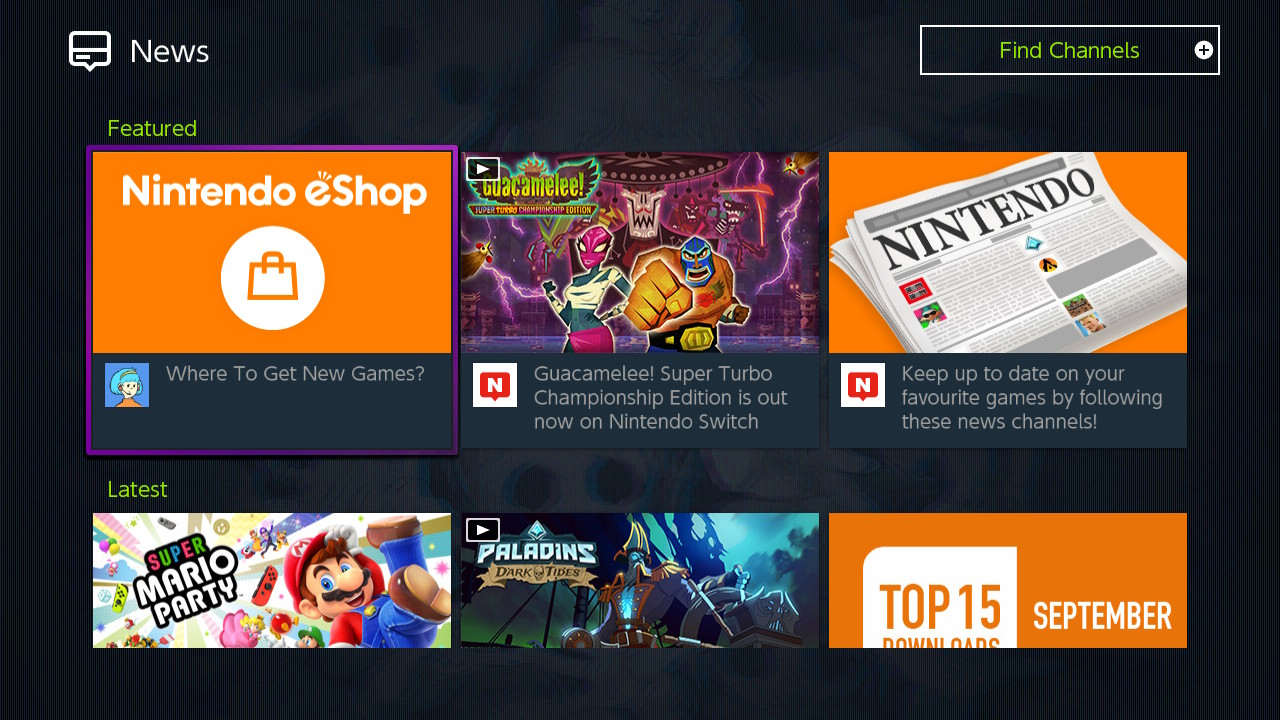 News
Find Channels
Featured
Nintendo eShop
Guacamelee!
SUPER TURBO CHAMPIONSHIP EDITION
NINTENDO
Where To Get New Games?
N
Guacamelee! Super Turbo
Championship Edition is out
now on Nintendo Switch
N
Keep up to date on your
favourite games by following
these news channels!
Latest
SUPER
MARIO
PARTY
PALADINS
DARK TIDES
TOP 15
DOWNLOADS
SEPTEMBER